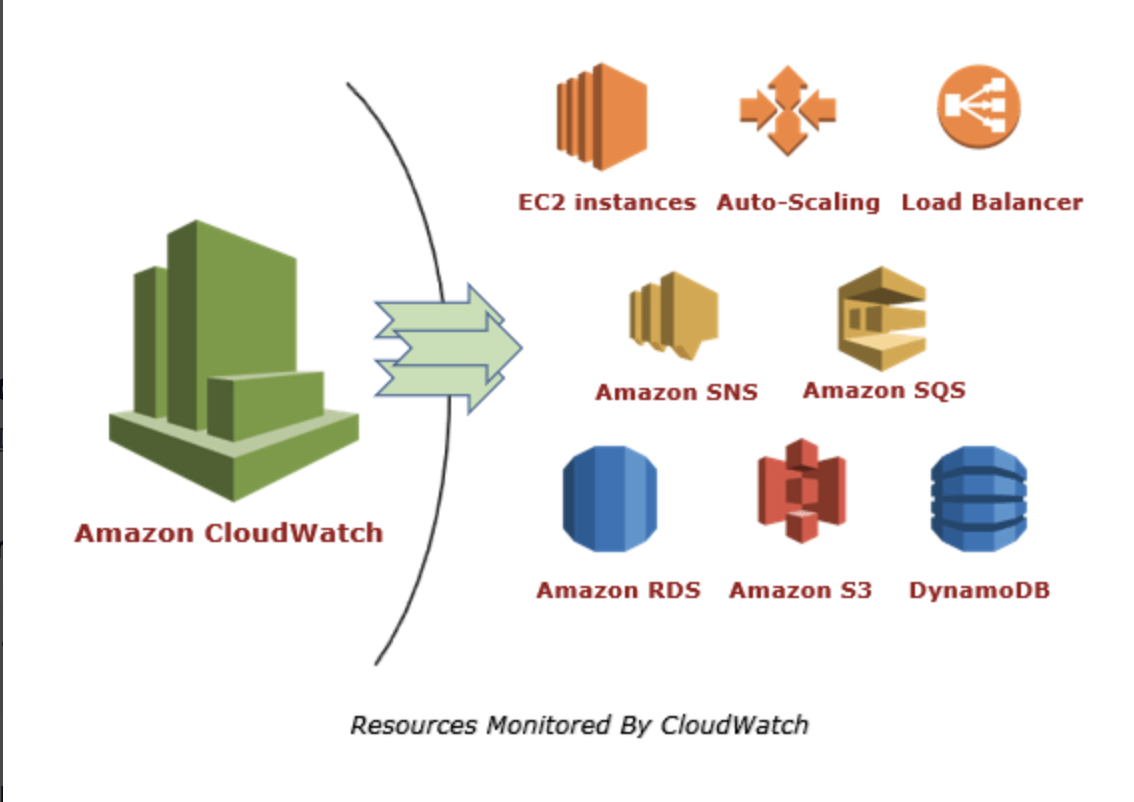 EC2 instances Auto-Scaling Load Balancer
Amazon SNS Amazon SQS
Amazon CloudWatch
Amazon RDS Amazon S3 DynamoDB
Resources Monitored By CloudWatch